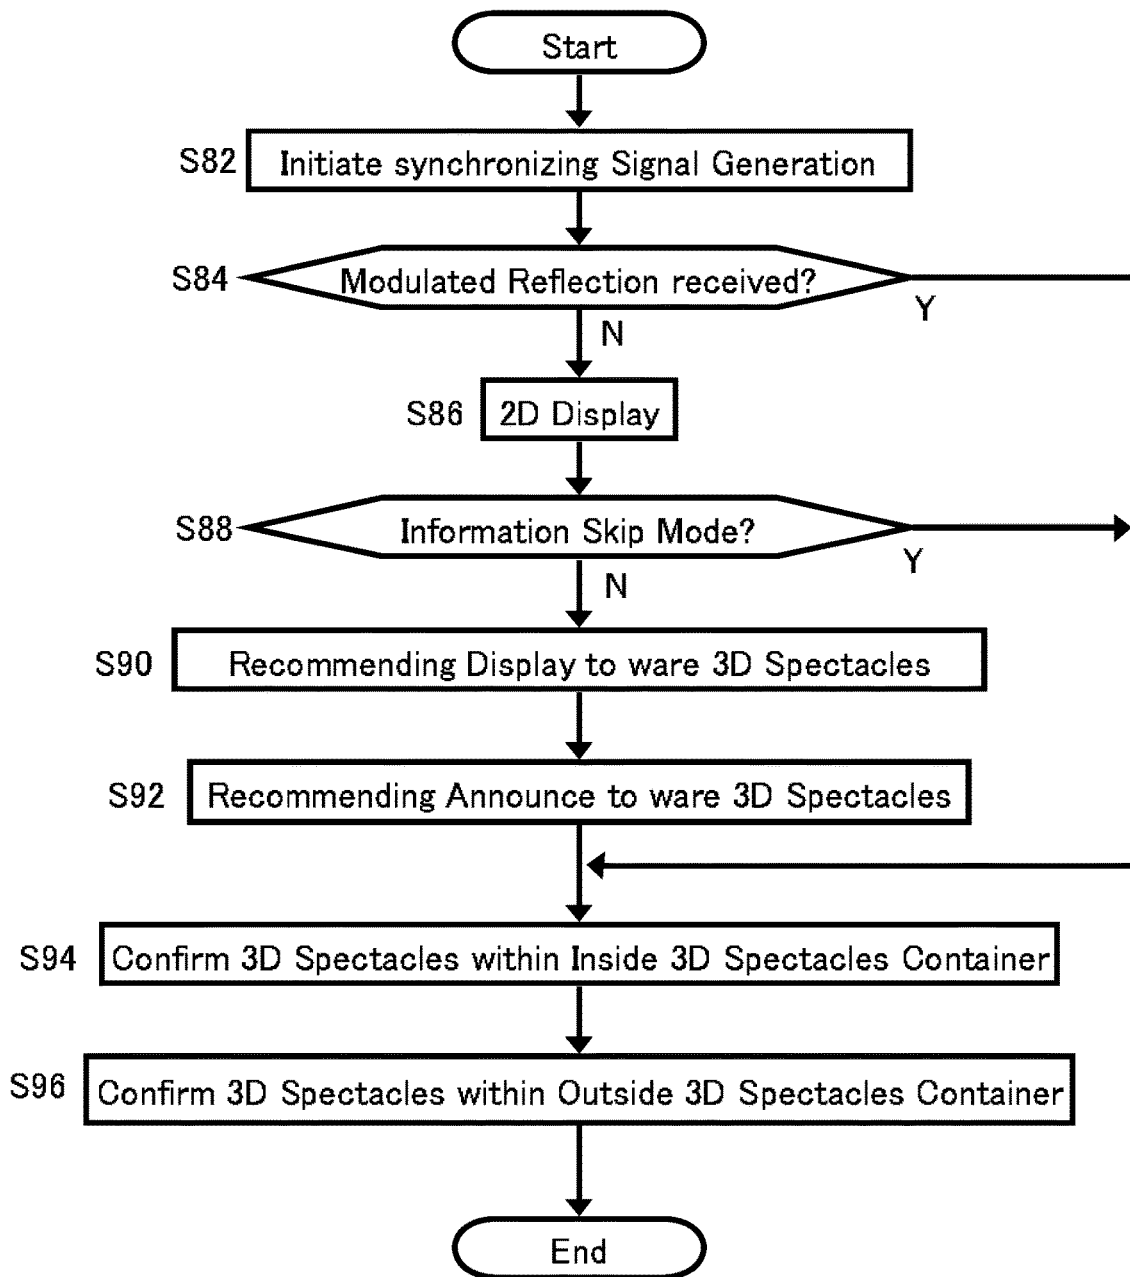 Start
S82
Initiate synchronizing Signal Generation
S84
Modulated Reflection received?
Y
N
S86
2D Display
S88
Information Skip Mode?
Y
N
S90
Recommending Display to ware 3D Spectacles
S92
Recommending Announce to ware 3D Spectacles
S94
Confirm 3D Spectacles within Inside 3D Spectacles Container
S96
Confirm 3D Spectacles within Outside 3D Spectacles Container
End